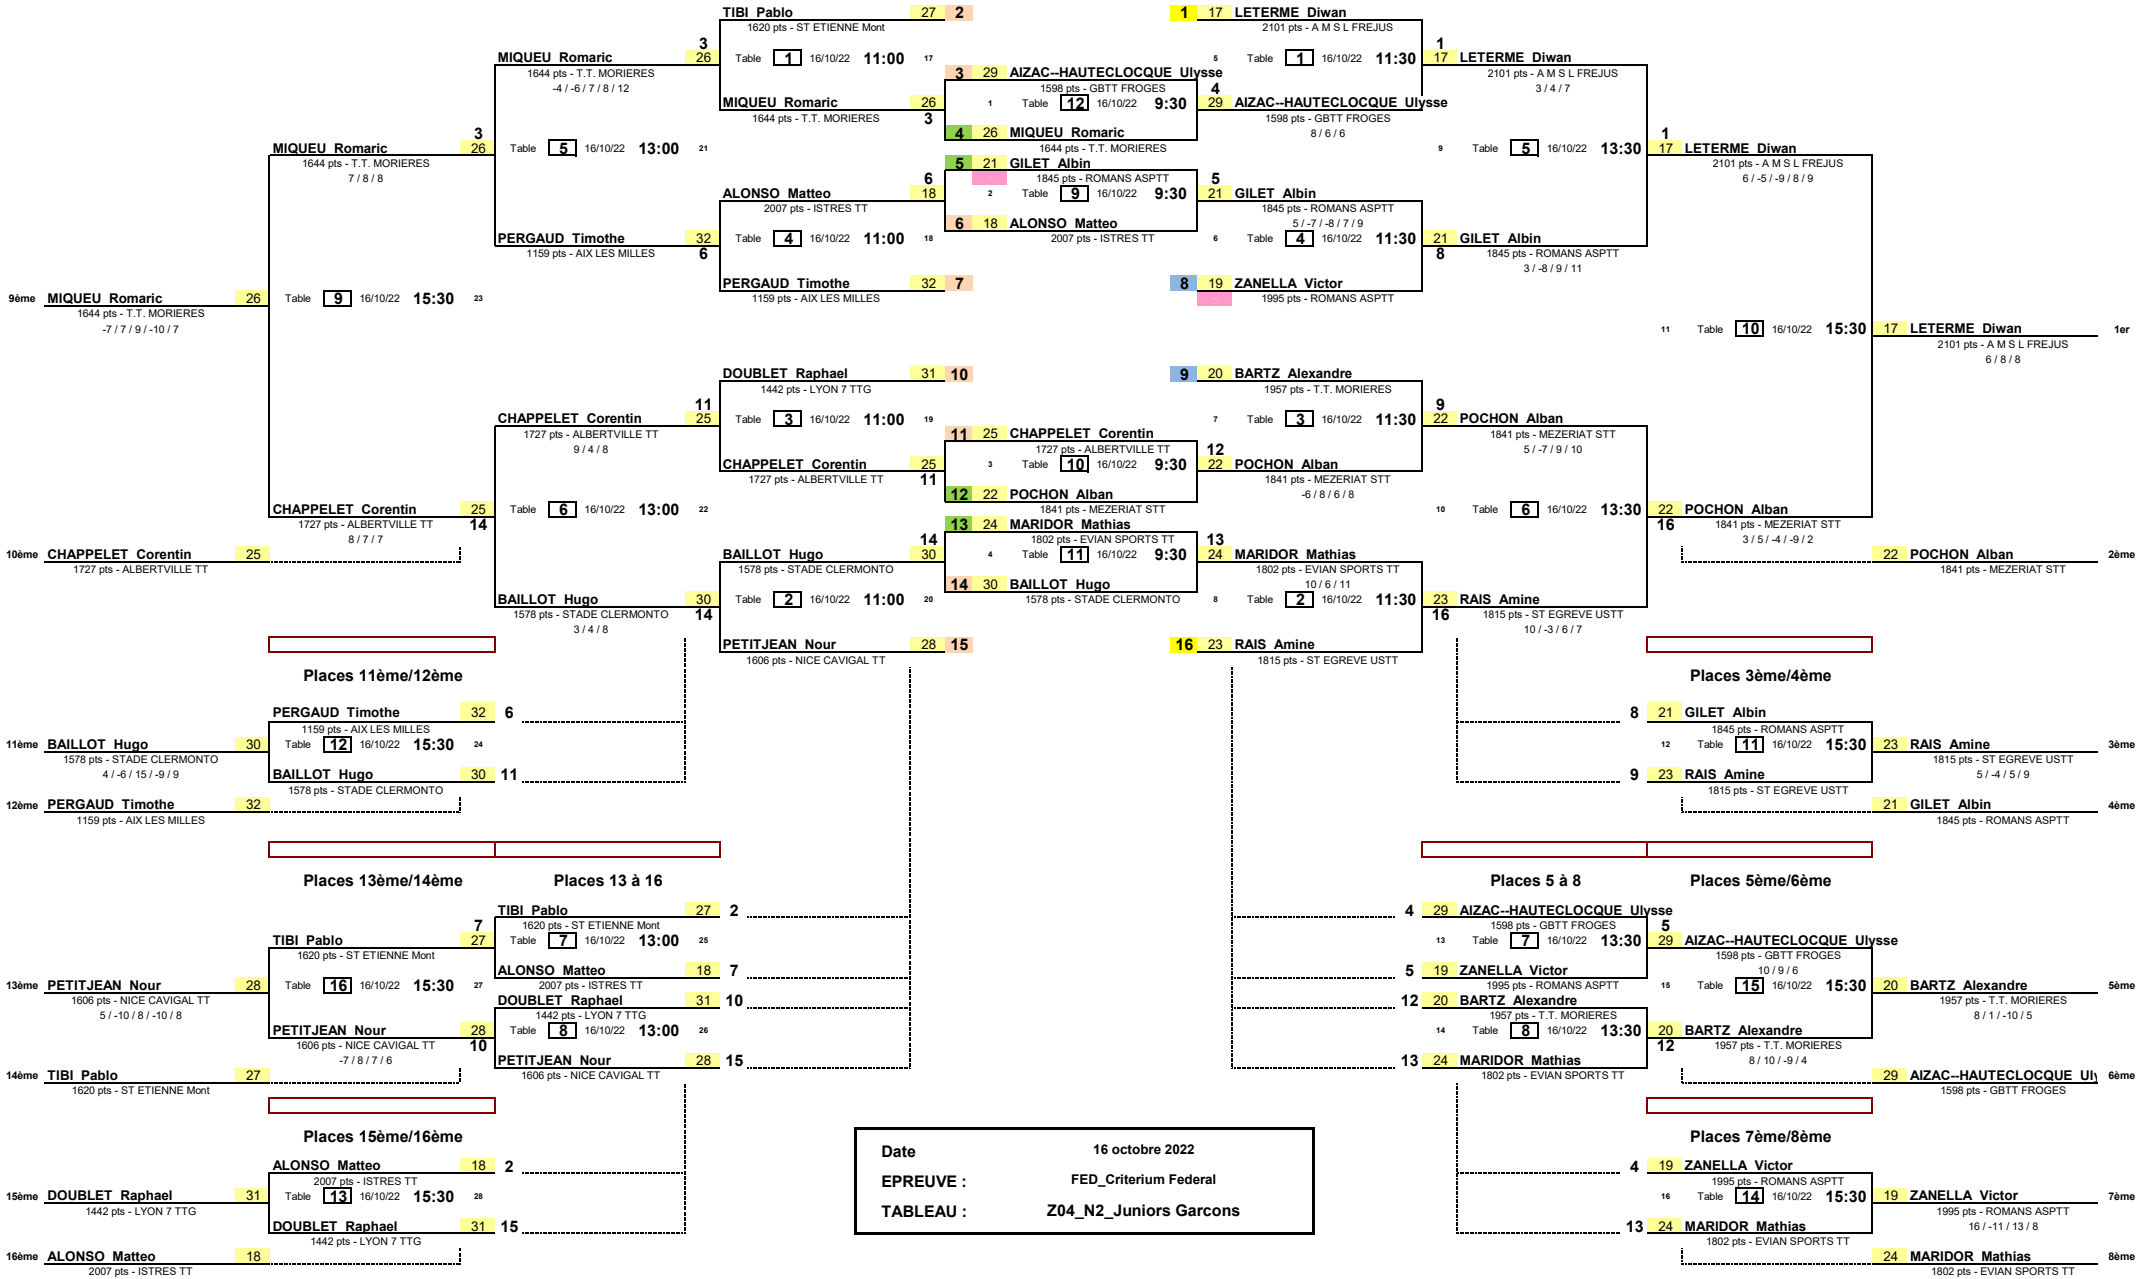 TIBI Pablo 27 2
1620 pts - ST ETIENNE Mont
1 17 LETERME Diwan
2101 pts - A M S L FREJUS
3
MIQUEU Romaric 26
1644 pts - T.T. MORIERES
-4 / -6 / 7 / 8 / 12
Table 1 16/10/22 11:00 17
5 Table 1 16/10/22 11:30
1
17 LETERME Diwan
2101 pts - A M S L FREJUS
3 / 4 / 7
3 29 AIZAC--HAUTECLOCQUE Ulysse
1598 pts - GBTT FROGES
MIQUEU Romaric 26
1644 pts - T.T. MORIERES
3
1 Table 12 16/10/22 9:30
4
29 AIZAC--HAUTECLOCQUE Ulysse
1598 pts - GBTT FROGES
8 / 6 / 6
4 26 MIQUEU Romaric
1644 pts - T.T. MORIERES
3
MIQUEU Romaric 26
1644 pts - T.T. MORIERES
7 / 8 / 8
Table 5 16/10/22 13:00 21
9 Table 5 16/10/22 13:30
1
17 LETERME Diwan
2101 pts - A M S L FREJUS
6 / -5 / -9 / 8 / 9
5 21 GILET Albin
1845 pts - ROMANS ASPTT
6
ALONSO Matteo 18
2007 pts - ISTRES TT
2 Table 9 16/10/22 9:30
5
21 GILET Albin
1845 pts - ROMANS ASPTT
5 / -7 / -8 / 7 / 9
6 18 ALONSO Matteo
2007 pts - ISTRES TT
PERGAUD Timothe 32
1159 pts - AIX LES MILLES
6
Table 4 16/10/22 11:00 18
6 Table 4 16/10/22 11:30
21 GILET Albin
8
1845 pts - ROMANS ASPTT
3 / -8 / 9 / 11
PERGAUD Timothe 32 7
1159 pts - AIX LES MILLES
8 19 ZANELLA Victor
1995 pts - ROMANS ASPTT
9ème MIQUEU Romaric 26
1644 pts - T.T. MORIERES
-7 / 7 / 9 / -10 / 7
Table 9 16/10/22 15:30 23
11 Table 10 16/10/22 15:30
17 LETERME Diwan 1er
2101 pts - A M S L FREJUS
6 / 8 / 8
DOUBLET Raphael 31 10
1442 pts - LYON 7 TTG
9 20 BARTZ Alexandre
1957 pts - T.T. MORIERES
11
CHAPPELET Corentin 25
1727 pts - ALBERTVILLE TT
9 / 4 / 8
Table 3 16/10/22 11:00 19
7 Table 3 16/10/22 11:30
9
22 POCHON Alban
1841 pts - MEZERIAT STT
5 / -7 / 9 / 10
11 25 CHAPPELET Corentin
1727 pts - ALBERTVILLE TT
CHAPPELET Corentin 25
1727 pts - ALBERTVILLE TT
11
3 Table 10 16/10/22 9:30
12
22 POCHON Alban
1841 pts - MEZERIAT STT
-6 / 8 / 6 / 8
12 22 POCHON Alban
1841 pts - MEZERIAT STT
CHAPPELET Corentin 25
1727 pts - ALBERTVILLE TT
14
8 / 7 / 7
Table 6 16/10/22 13:00 22
10 Table 6 16/10/22 13:30
22 POCHON Alban
16
1841 pts - MEZERIAT STT
3 / 5 / -4 / -9 / 2
13 24 MARIDOR Mathias
1802 pts - EVIAN SPORTS TT
10ème CHAPPELET Corentin 25
1727 pts - ALBERTVILLE TT
14
BAILLOT Hugo 30
1578 pts - STADE CLERMONTO
4 Table 11 16/10/22 9:30
13
24 MARIDOR Mathias
1802 pts - EVIAN SPORTS TT
10 / 6 / 11
22 POCHON Alban 2ème
1841 pts - MEZERIAT STT
14 30 BAILLOT Hugo
1578 pts - STADE CLERMONTO
BAILLOT Hugo 30
1578 pts - STADE CLERMONTO
14
3 / 4 / 8
Table 2 16/10/22 11:00 20
8 Table 2 16/10/22 11:30
23 RAIS Amine
16
1815 pts - ST EGREVE USTT
10 / -3 / 6 / 7
PETITJEAN Nour 28 15
1606 pts - NICE CAVIGAL TT
16 23 RAIS Amine
1815 pts - ST EGREVE USTT
Places 11ème/12ème
Places 3ème/4ème
PERGAUD Timothe 32 6
1159 pts - AIX LES MILLES
8 21 GILET Albin
1845 pts - ROMANS ASPTT
11ème BAILLOT Hugo 30
1578 pts - STADE CLERMONTO
4 / -6 / 15 / -9 / 9
Table 12 16/10/22 15:30 24
12 Table 11 16/10/22 15:30
23 RAIS Amine 3ème
1815 pts - ST EGREVE USTT
5 / -4 / 5 / 9
BAILLOT Hugo 30 11
1578 pts - STADE CLERMONTO
9 23 RAIS Amine
1815 pts - ST EGREVE USTT
12ème PERGAUD Timothe 32
1159 pts - AIX LES MILLES
21 GILET Albin 4ème
1845 pts - ROMANS ASPTT
Places 13ème/14ème
Places 13 à 16
Places 5 à 8
Places 5ème/6ème
TIBI Pablo 27 2
1620 pts - ST ETIENNE Mont
4 29 AIZAC--HAUTECLOCQUE Ulysse
1598 pts - GBTT FROGES
7
TIBI Pablo 27
1620 pts - ST ETIENNE Mont
Table 7 16/10/22 13:00 25
13 Table 7 16/10/22 13:30
5
29 AIZAC--HAUTECLOCQUE Ulysse
1598 pts - GBTT FROGES
10 / 9 / 6
ALONSO Matteo 18 7
2007 pts - ISTRES TT
5 19 ZANELLA Victor
1995 pts - ROMANS ASPTT
13ème PETITJEAN Nour 28
1606 pts - NICE CAVIGAL TT
5 / -10 / 8 / -10 / 8
Table 16 16/10/22 15:30 27
15 Table 15 16/10/22 15:30
20 BARTZ Alexandre 5ème
1957 pts - T.T. MORIERES
8 / 1 / -10 / 5
DOUBLET Raphael 31 10
1442 pts - LYON 7 TTG
12 20 BARTZ Alexandre
1957 pts - T.T. MORIERES
PETITJEAN Nour 28
1606 pts - NICE CAVIGAL TT
10
-7 / 8 / 7 / 6
Table 8 16/10/22 13:00 26
14 Table 8 16/10/22 13:30
20 BARTZ Alexandre
12
1957 pts - T.T. MORIERES
8 / 10 / -9 / 4
PETITJEAN Nour 28 15
1606 pts - NICE CAVIGAL TT
13 24 MARIDOR Mathias
1802 pts - EVIAN SPORTS TT
14ème TIBI Pablo 27
1620 pts - ST ETIENNE Mont
29 AIZAC--HAUTECLOCQUE Uly 6ème
1598 pts - GBTT FROGES
Places 15ème/16ème
Places 7ème/8ème
Date 16 octobre 2022
EPREUVE : FED_Criterium Federal
TABLEAU : Z04_N2_Juniors Garcons
ALONSO Matteo 18 2
2007 pts - ISTRES TT
4 19 ZANELLA Victor
1995 pts - ROMANS ASPTT
15ème DOUBLET Raphael 31
1442 pts - LYON 7 TTG
Table 13 16/10/22 15:30 28
16 Table 14 16/10/22 15:30
19 ZANELLA Victor 7ème
1995 pts - ROMANS ASPTT
16 / -11 / 13 / 8
DOUBLET Raphael 31 15
1442 pts - LYON 7 TTG
13 24 MARIDOR Mathias
1802 pts - EVIAN SPORTS TT
16ème ALONSO Matteo 18
2007 pts - ISTRES TT
24 MARIDOR Mathias 8ème
1802 pts - EVIAN SPORTS TT